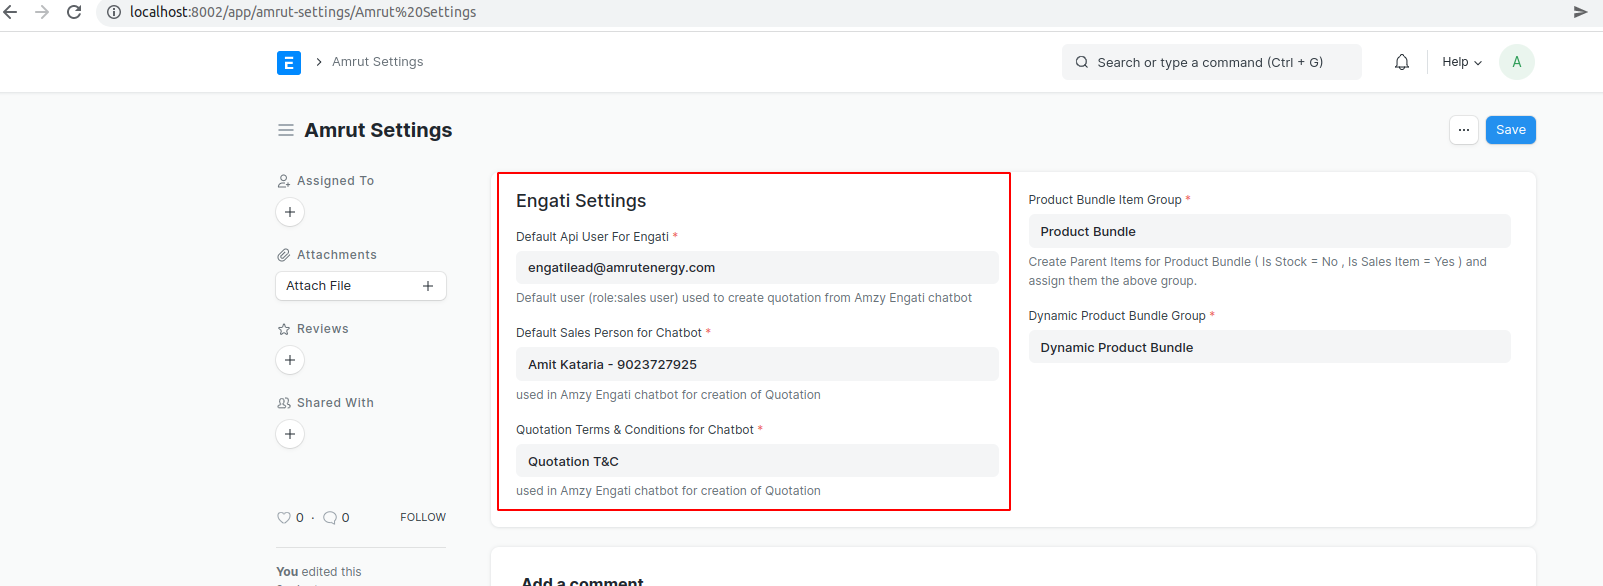 localhost:8002/app/amrut-settings/Amrut%20Settings
E
Amrut Settings
Search or type a command (Ctrl + G)
Help
A
Amrut Settings
...
Save
Assigned To
Attachments
Attach File
Reviews
Shared With
0 · 0 FOLLOW
You edited this
Engati Settings
Default Api User For Engati *
engatilead@amrutenergy.com
Default user (role:sales user) used to create quotation from Amzy Engati chatbot
Default Sales Person for Chatbot *
Amit Kataria - 9023727925
used in Amzy Engati chatbot for creation of Quotation
Quotation Terms & Conditions for Chatbot *
Quotation T&C
used in Amzy Engati chatbot for creation of Quotation
Product Bundle Item Group *
Product Bundle
Create Parent Items for Product Bundle ( Is Stock = No , Is Sales Item = Yes ) and
assign them the above group.
Dynamic Product Bundle Group *
Dynamic Product Bundle
Add a comment